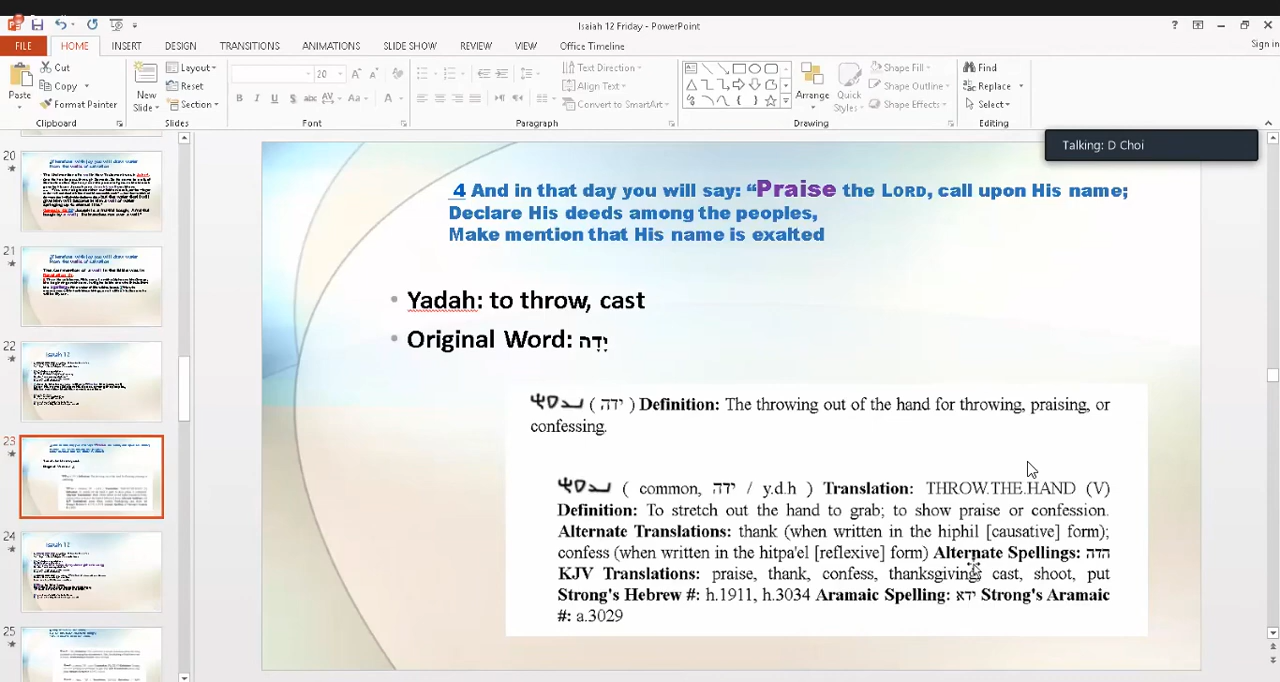 Isaiah 12 Friday - PowerPoint
FILE HOME INSERT DESIGN TRANSITIONS ANIMATIONS SLIDE SHOW REVIEW VIEW Office Timeline Sign in
Paste
Cut
Copy
Format Painter
Clipboard
New
Slide
Layout
Reset
Section
Slides
20
Font
Text Direction
Align Text
Convert to SmartArt
Paragraph
Arrange
Quick
Styles
Shape Fill
Shape Outline
Shape Effects
Drawing
Find
Replace
Select
Editing
Talking: D Choi
20
21
22
Isaiah 12
23
24
25
4 And in that day you will say: “Praise the LORD, call upon His name;
Declare His deeds among the peoples,
Make mention that His name is exalted
• Yadah: to throw, cast
• Original Word: יָדָה
( ידה ) Definition: The throwing out of the hand for throwing, praising, or
confessing.
( common, ידה / Translation: THROW.THE.HAND (V)
Definition: To stretch out the hand to grab; to show praise or confession.
Alternate Translations: thank (when written in the hiphil [causative] form);
confess (when written in the hitpa'el [reflexive] form) Alternate Spellings: הדה
KJV Translations: praise, thank, confess, thanksgiving, cast, shoot, put
Strong's Hebrew #: h.1911, h.3034 Aramaic Spelling: ידא Strong's Aramaic
#: a.3029